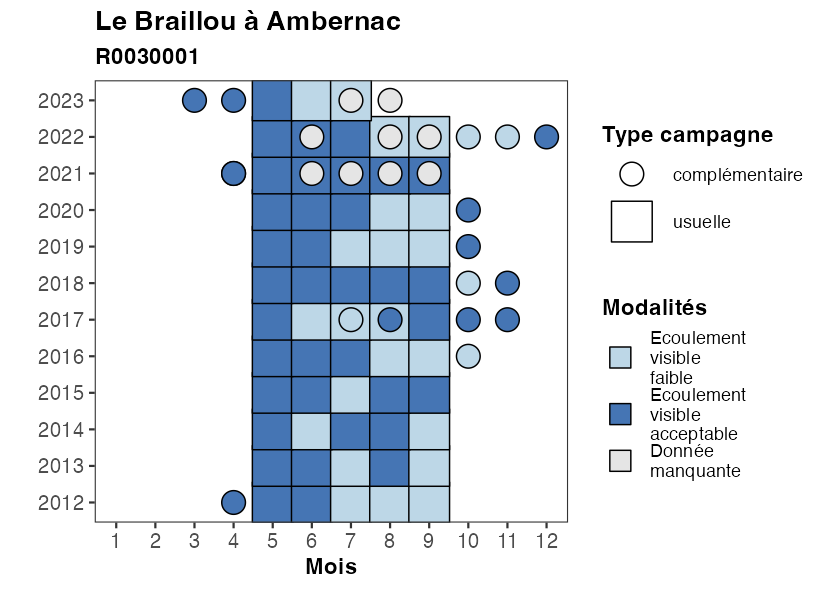 Le Braillou à Ambernac
R0030001
2023
2022
2021
2020
2019
2018
2017
2016
2015
2014
2013
2012
1 2 3 4 5 6 7 8 9 10 11 12
Mois
Type campagne
complémentaire
usuelle
Modalités
Ecoulement
visible
faible
Ecoulement
visible
acceptable
Donnée
manquante